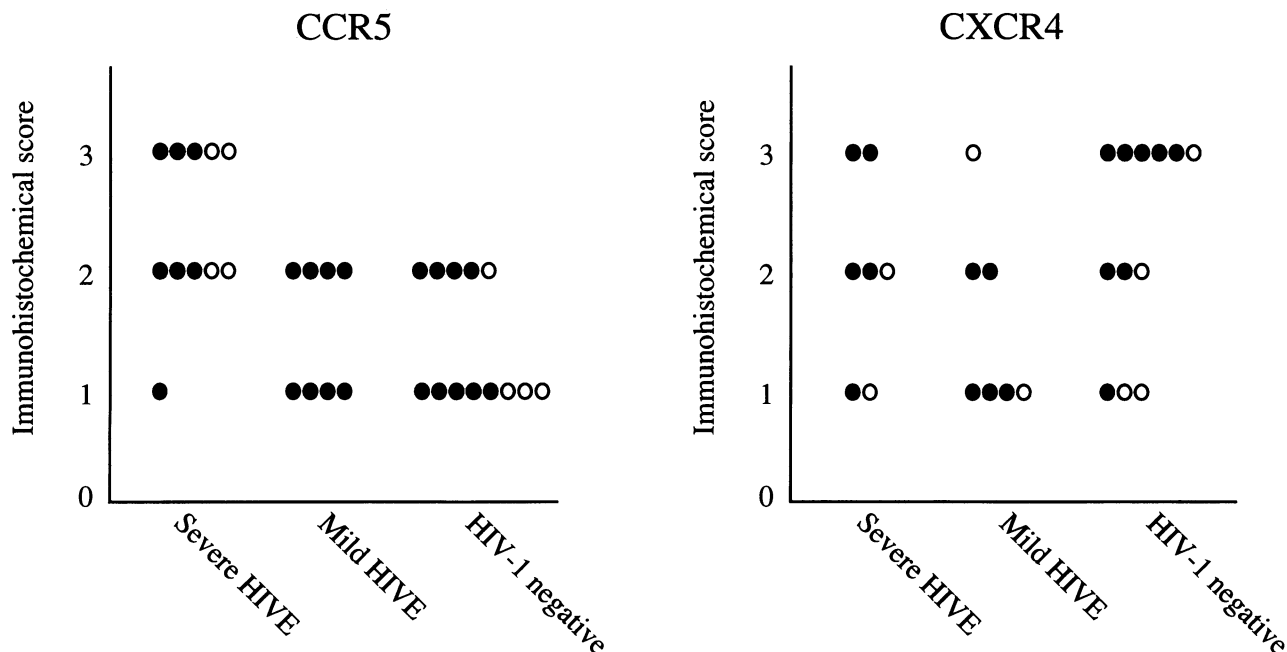 CCR5
Immunohistochemical score
3
2
1
0
Severe HIVE
Mild HIVE
HIV-1 negative
CXCR4
Immunohistochemical score
3
2
1
0
Severe HIVE
Mild HIVE
HIV-1 negative